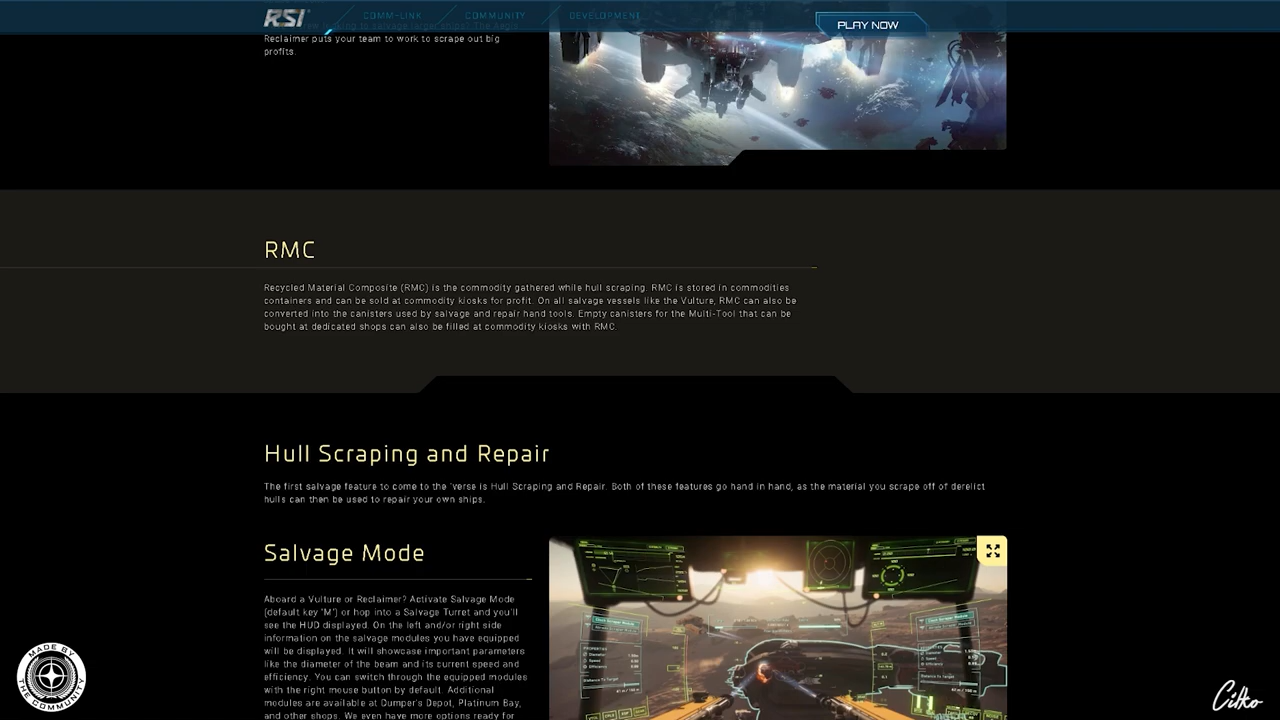 RSI
COMM-LINK
COMMUNITY
DEVELOPMENT
PLAY NOW
Reclaimer puts your team to work to scrape out big
profits.
RMC
Recycled Material Composite (RMC) is the commodity gathered while hull scraping. RMC is stored in commodities
containers and can be sold at commodity kiosks for profit. On all salvage vessels like the Vulture, RMC can also be
converted into the canisters used by salvage and repair hand tools. Empty canisters for the Multi-Tool that can be
bought at dedicated shops can also be filled at commodity kiosks with RMC.
Hull Scraping and Repair
The first salvage feature to come to the 'verse is Hull Scraping and Repair. Both of these features go hand in hand, as the material you scrape off of derelict
hulls can then be used to repair your own ships.
Salvage Mode
Aboard a Vulture or Reclaimer? Activate Salvage Mode
(default key "M") or hop into a Salvage Turret and you'll
see the HUD displayed. On the left and/or right side
information on the salvage modules you have equipped
will be displayed. It will showcase important parameters
like the diameter of the beam and its current speed and
efficiency. You can switch through the equipped modules
with the right mouse button by default. Additional
modules are available at Dumper's Depot, Platinum Bay,
and other shops. We even have more options ready for
MADE BY
THE COMMUNITY